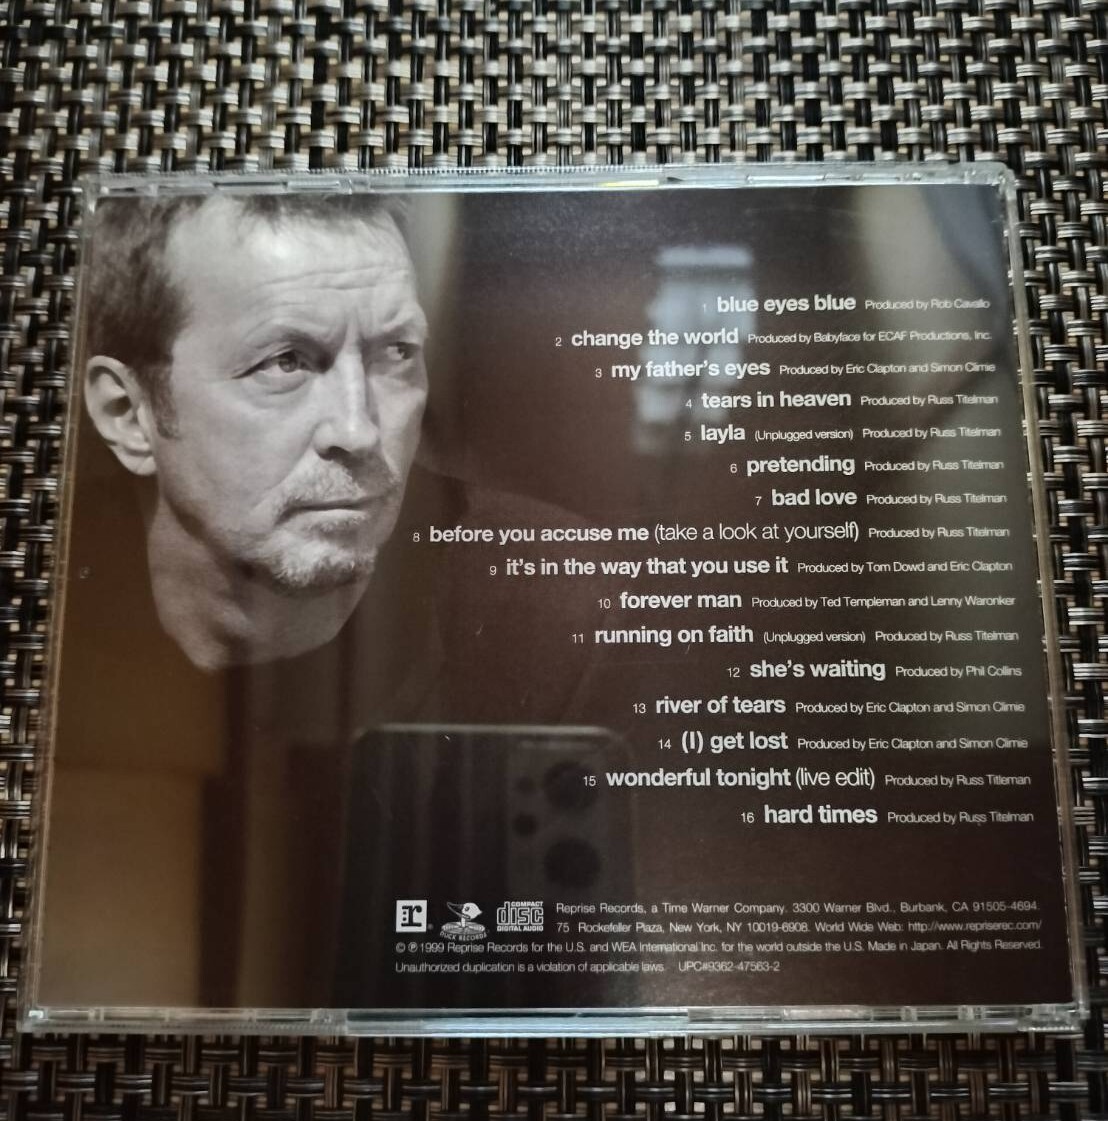 1 blue eyes blue Produced by Rob Cavallo
2 change the world Produced by Babyface for ECAF Productions, Inc.
3 my father's eyes Produced by Eric Clapton and Simon Climie
4 tears in heaven Produced by Russ Titelman
5 layla (Unplugged version) Produced by Russ Titelman
6 pretending Produced by Russ Titelman
7 bad love Produced by Russ Titelman
8 before you accuse me (take a look at yourself) Produced by Russ Titelman
9 it's in the way that you use it Produced by Tom Dowd and Eric Clapton
10 forever man Produced by Ted Templeman and Lenny Waronker
11 running on faith (Unplugged version) Produced by Russ Titelman
12 she's waiting Produced by Phil Collins
13 river of tears Produced by Eric Clapton and Simon Climie
14 (I) get lost Produced by Eric Clapton and Simon Climie
15 wonderful tonight (live edit) Produced by Russ Titleman
16 hard times Produced by Russ Titelman
r DUCK RECORDS COMPACT disc DIGITAL AUDIO Reprise Records, a Time Warner Company. 3300 Warner Blvd., Burbank, CA 91505-4694.
75 Rockefeller Plaza, New York, NY 10019-6908. World Wide Web: http://www.repriserec.com/
© ℗ 1999 Reprise Records for the U.S. and WEA International Inc. for the world outside the U.S. Made in Japan. All Rights Reserved.
Unauthorized duplication is a violation of applicable laws. UPC#9362-47563-2